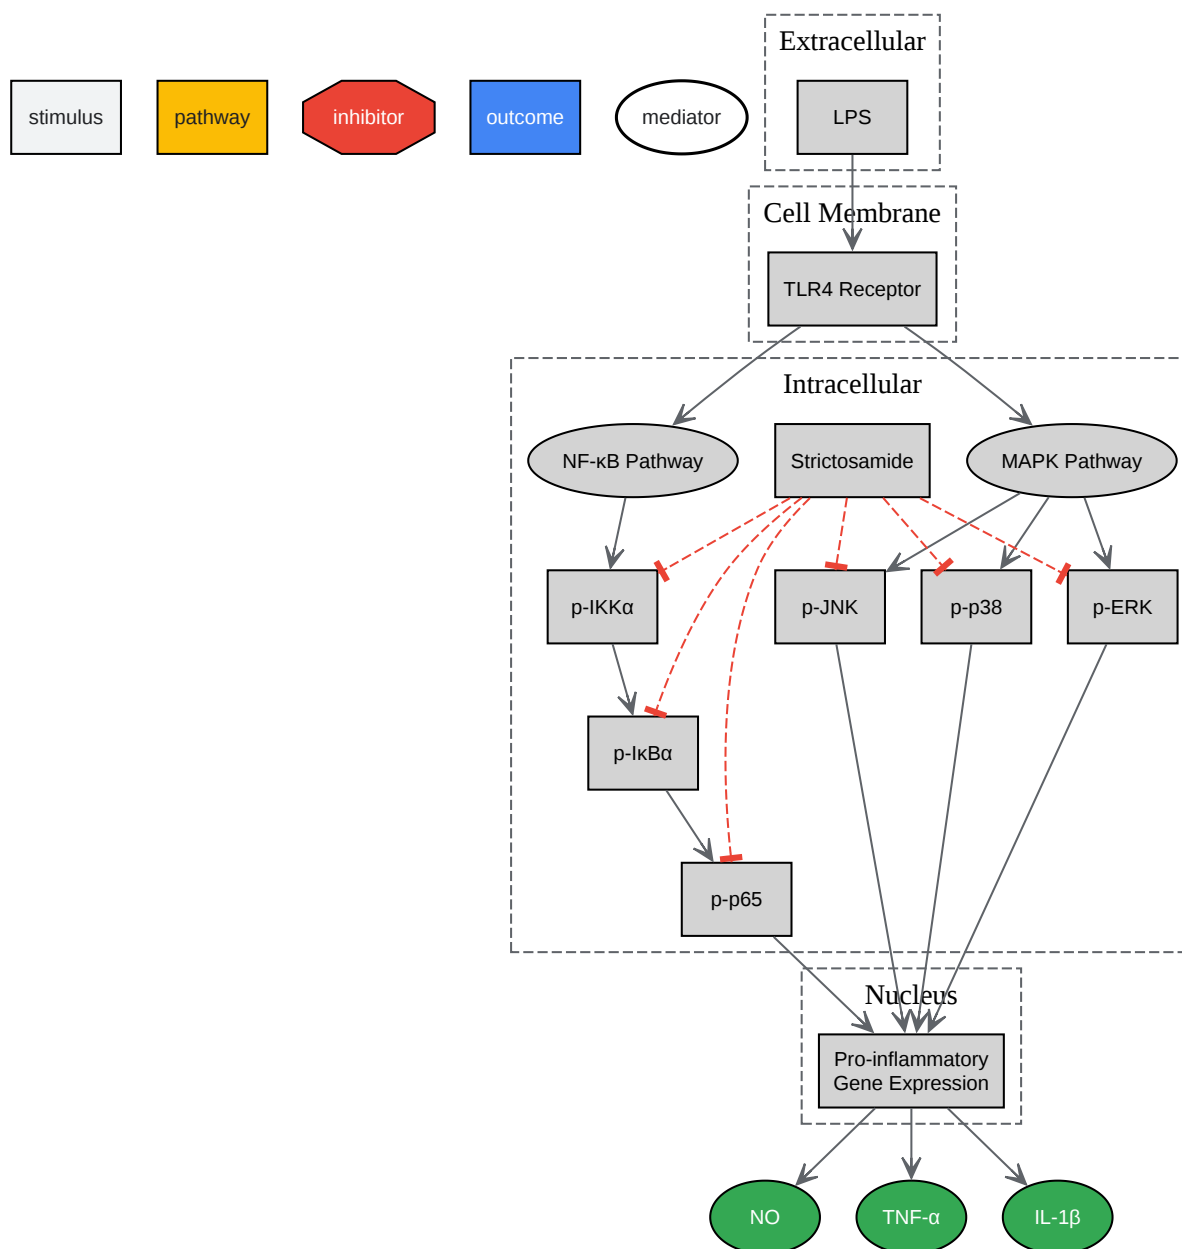 Extracellular
stimulus
pathway
inhibitor
outcome
mediator
LPS
Cell Membrane
TLR4 Receptor
Intracellular
NF-κB Pathway
Strictosamide
MAPK Pathway
p-IKKα
p-JNK
p-p38
p-ERK
p-IκBα
p-p65
Nucleus
Pro-inflammatory
Gene Expression
NO
TNF-α
IL-1β